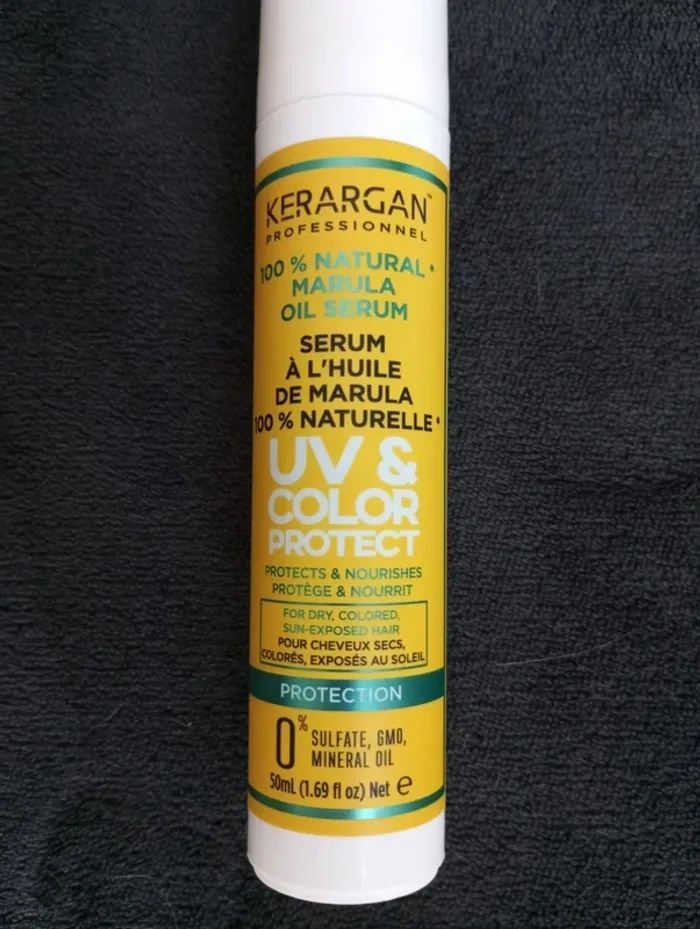 KERARGAN™
PROFESSIONNEL
100 % NATURAL*
MARULA
OIL SERUM
SERUM
À L'HUILE
DE MARULA
100 % NATURELLE*
UV &
COLOR
PROTECT
PROTECTS & NOURISHES
PROTÈGE & NOURRIT
FOR DRY, COLORED,
SUN-EXPOSED HAIR
POUR CHEVEUX SECS,
COLORÉS, EXPOSÉS AU SOLEIL
PROTECTION
0% SULFATE, GMO,
MINERAL OIL
50mL (1.69 fl oz) Net ℮